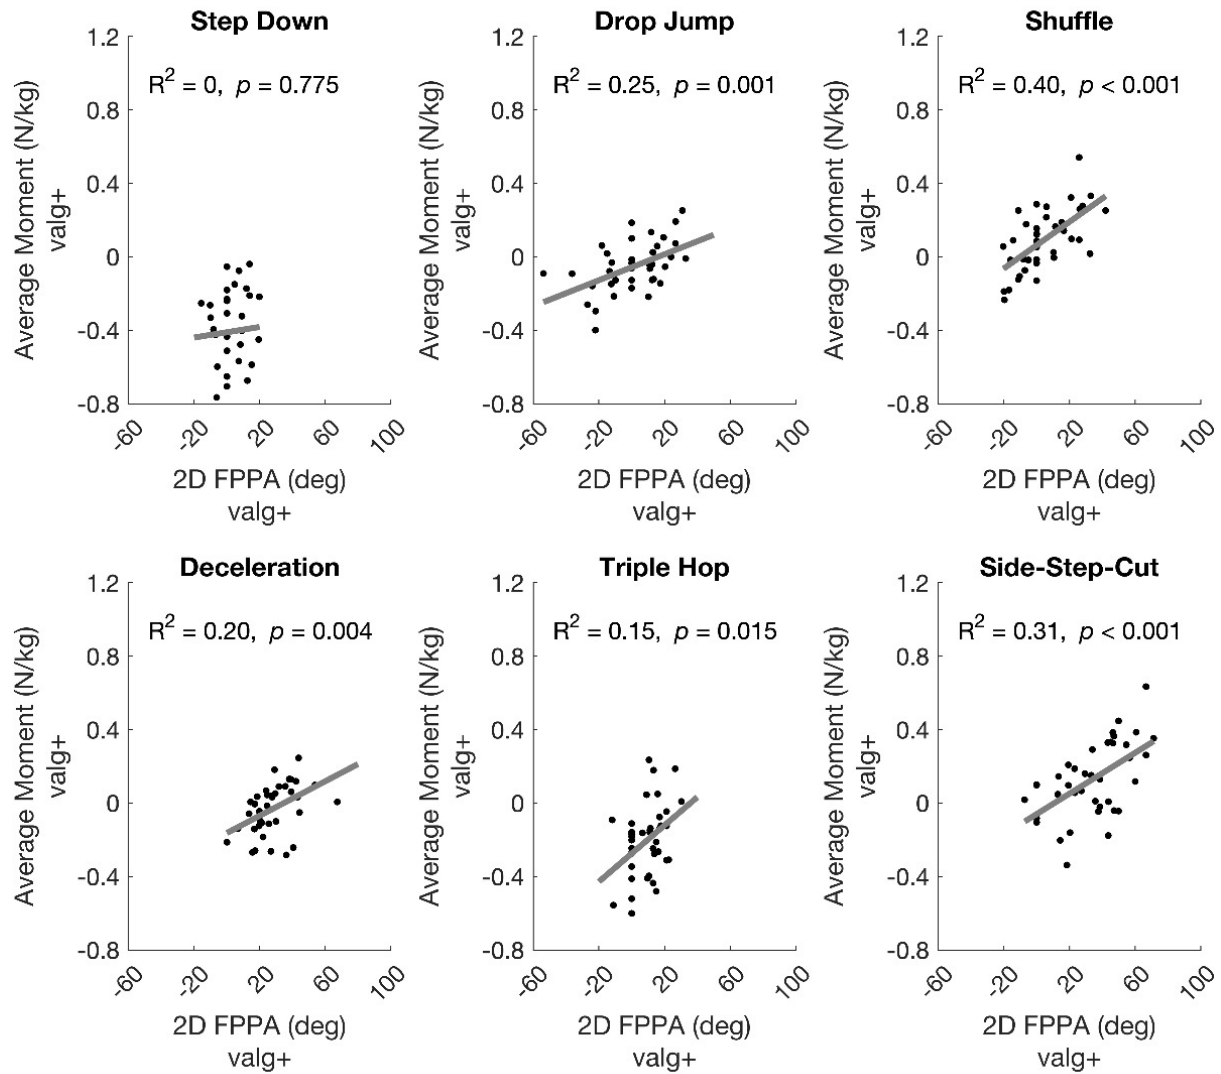 Step Down
R² = 0, p = 0.775
1.2
0.8
0.4
0
-0.4
-0.8
Average Moment (N/kg)
valg+
-60
-20
20
60
100
2D FPPA (deg)
valg+
Drop Jump
R² = 0.25, p = 0.001
1.2
0.8
0.4
0
-0.4
-0.8
Average Moment (N/kg)
valg+
-60
-20
20
60
100
2D FPPA (deg)
valg+
Shuffle
R² = 0.40, p < 0.001
1.2
0.8
0.4
0
-0.4
-0.8
Average Moment (N/kg)
valg+
-60
-20
20
60
100
2D FPPA (deg)
valg+
Deceleration
R² = 0.20, p = 0.004
1.2
0.8
0.4
0
-0.4
-0.8
Average Moment (N/kg)
valg+
-60
-20
20
60
100
2D FPPA (deg)
valg+
Triple Hop
R² = 0.15, p = 0.015
1.2
0.8
0.4
0
-0.4
-0.8
Average Moment (N/kg)
valg+
-60
-20
20
60
100
2D FPPA (deg)
valg+
Side-Step-Cut
R² = 0.31, p < 0.001
1.2
0.8
0.4
0
-0.4
-0.8
Average Moment (N/kg)
valg+
-60
-20
20
60
100
2D FPPA (deg)
valg+